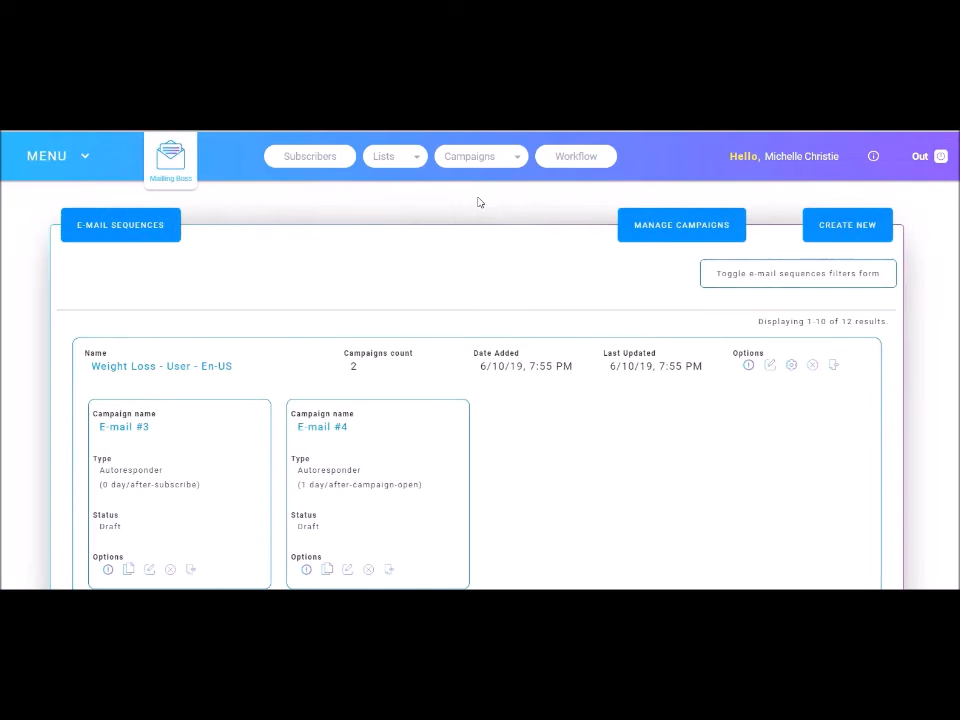 MENU
Mailing Boss
Subscribers
Lists
Campaigns
Workflow
Hello, Michelle Christie
Out
E-MAIL SEQUENCES
MANAGE CAMPAIGNS
CREATE NEW
Toggle e-mail sequences filters form
Displaying 1-10 of 12 results.
Name
Campaigns count
Date Added
Last Updated
Options
Weight Loss - User - En-US
2
6/10/19, 7:55 PM
6/10/19, 7:55 PM
Campaign name
E-mail #3
Type
Autoresponder
(0 day/after-subscribe)
Status
Draft
Options
Campaign name
E-mail #4
Type
Autoresponder
(1 day/after-campaign-open)
Status
Draft
Options